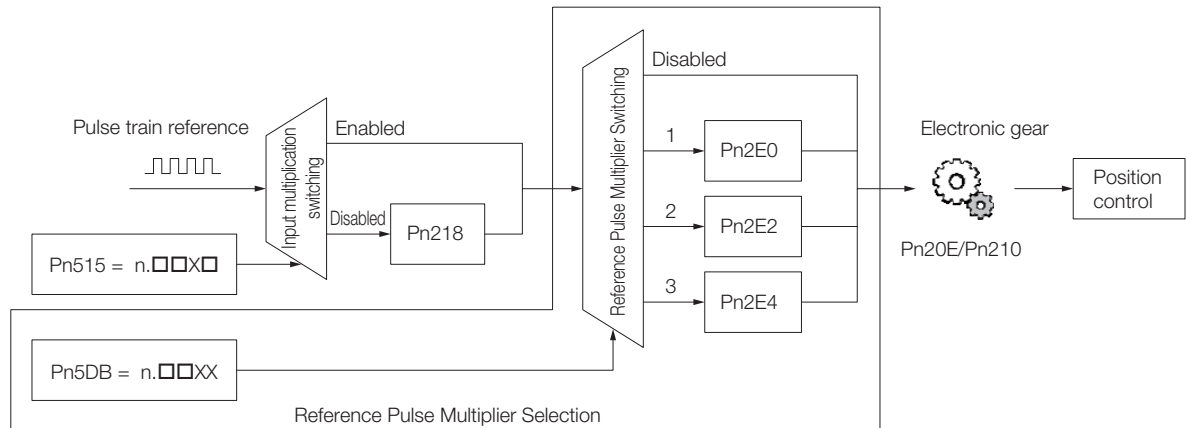 Pulse train reference
Input multiplication
switching
Enabled
Disabled
Pn218
Pn515 = n.□□X□
Pn5DB = n.□□XX
Reference Pulse Multiplier Switching
Disabled
1
Pn2E0
2
Pn2E2
3
Pn2E4
Electronic gear
Pn20E/Pn210
Position
control
Reference Pulse Multiplier Selection